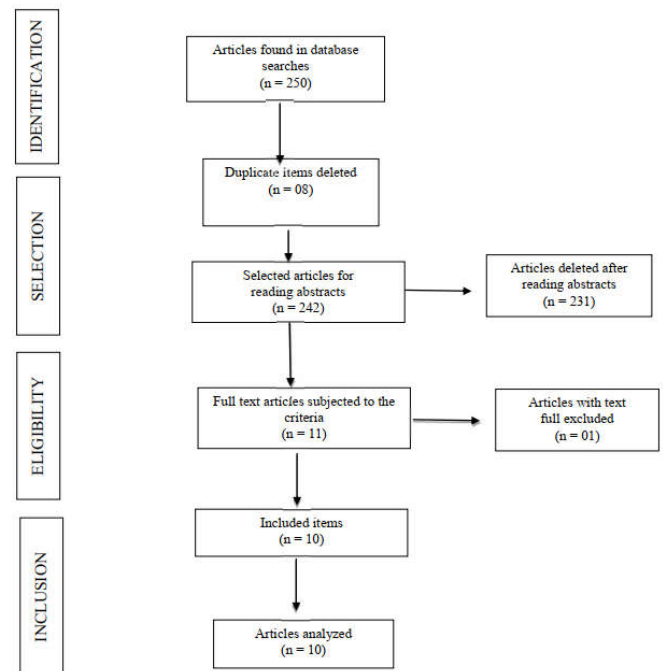 IDENTIFICATION
Articles found in database
searches
(n = 250)
Duplicate items deleted
(n = 08)
SELECTION
Selected articles for
reading abstracts
(n = 242)
Articles deleted after
reading abstracts
(n = 231)
ELIGIBILITY
Full text articles subjected to the
criteria
(n = 11)
Articles with text
full excluded
(n = 01)
INCLUSION
Included items
(n = 10)
Articles analyzed
(n = 10)